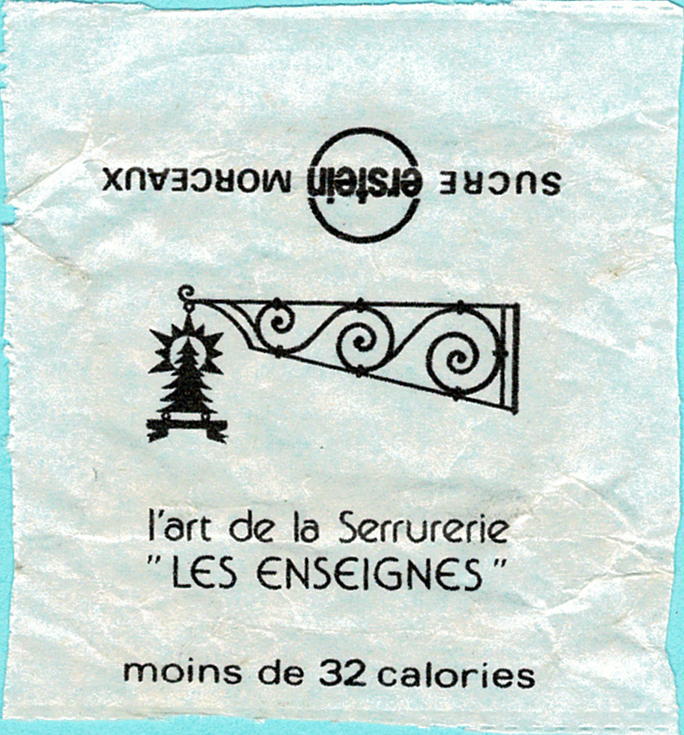 SUCRE erstein MORCEAUX
l'art de la Serrurerie
"LES ENSEIGNES"
moins de 32 calories